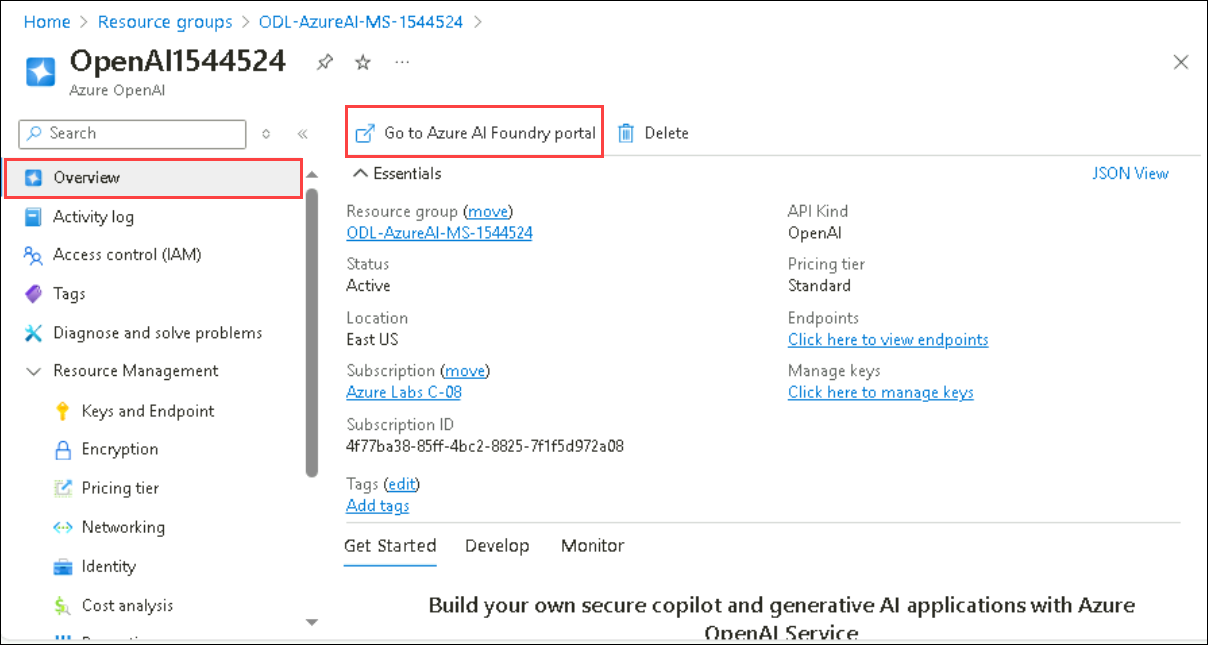 Home > Resource groups > ODL-AzureAI-MS-1544524 >
OpenAI1544524
Azure OpenAI
Search
Overview
Activity log
Access control (IAM)
Tags
Diagnose and solve problems
Resource Management
Keys and Endpoint
Encryption
Pricing tier
Networking
Identity
Cost analysis
Go to Azure AI Foundry portal
Delete
Essentials
JSON View
Resource group (move)
ODL-AzureAI-MS-1544524
Status
Active
Location
East US
Subscription (move)
Azure Labs C-08
Subscription ID
4f77ba38-85ff-4bc2-8825-7f1f5d972a08
Tags (edit)
Add tags
API Kind
OpenAI
Pricing tier
Standard
Endpoints
Click here to view endpoints
Manage keys
Click here to manage keys
Get Started
Develop
Monitor
Build your own secure copilot and generative AI applications with Azure
OpenAI Service